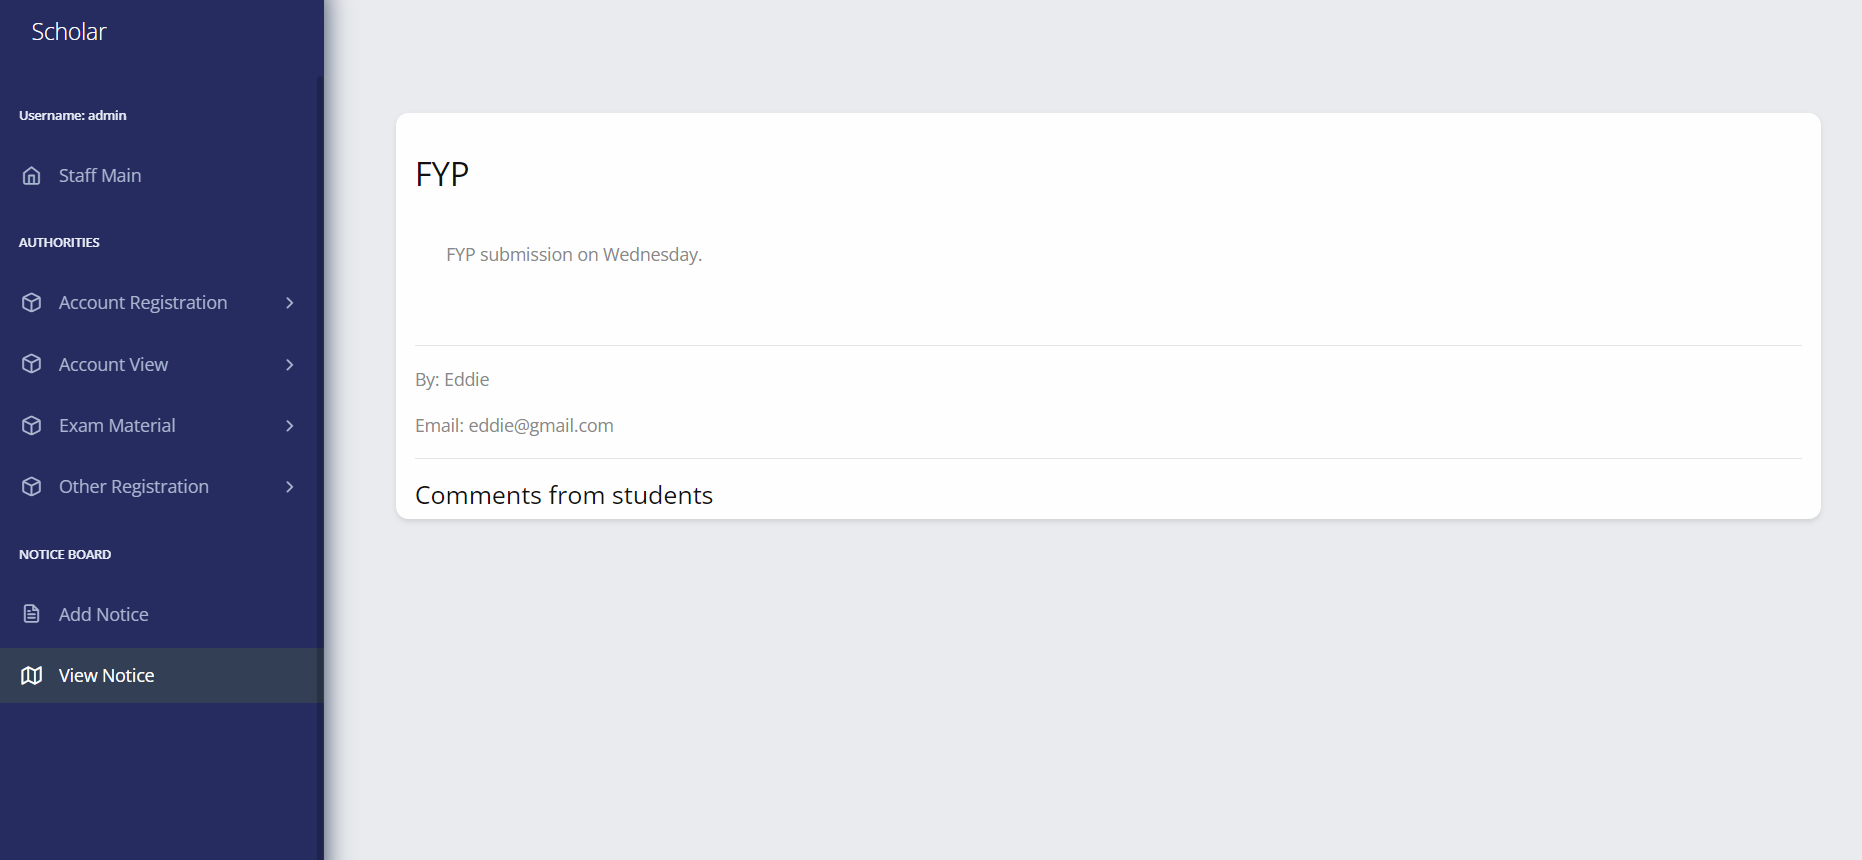 Scholar
Username: admin
Staff Main
AUTHORITIES
Account Registration
Account View
Exam Material
Other Registration
NOTICE BOARD
Add Notice
View Notice
FYP
FYP submission on Wednesday.
By: Eddie
Email: eddie@gmail.com
Comments from students